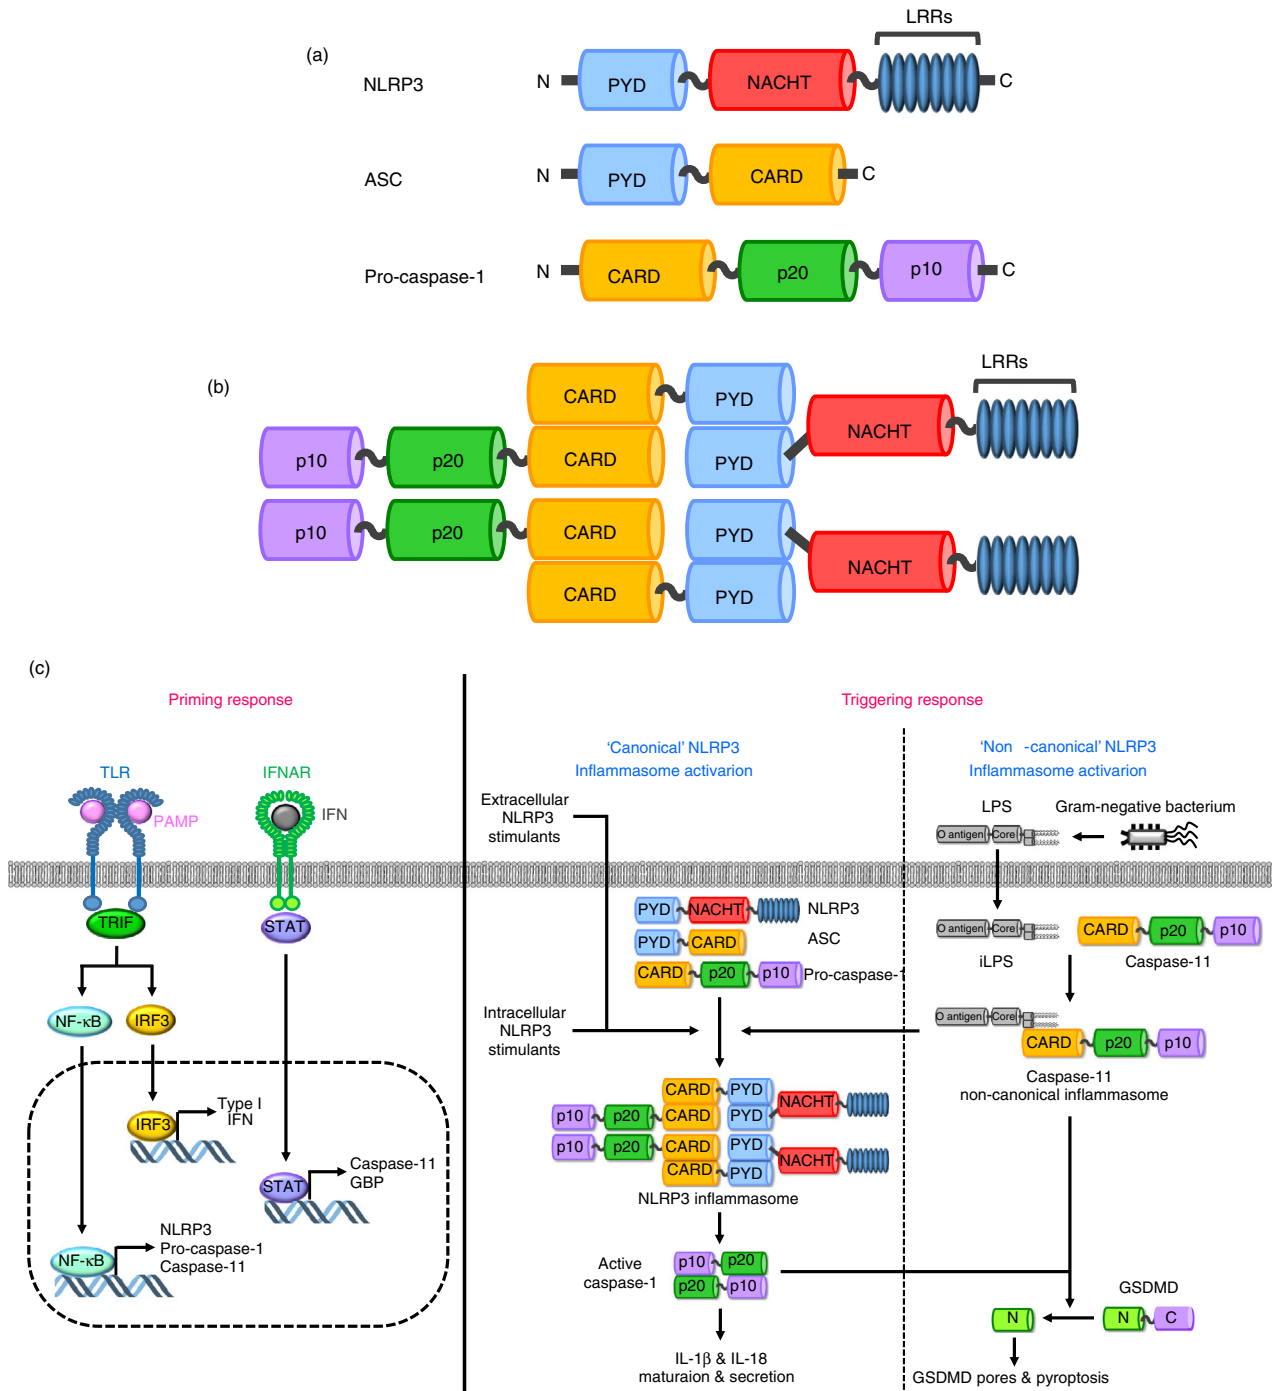 (a)
LRRs
NLRP3
N
PYD
NACHT
C
ASC
N
PYD
CARD
C
Pro-caspase-1
N
CARD
p20
p10
C
(b)
LRRs
CARD
PYD
NACHT
p10
p20
CARD
PYD
p10
p20
CARD
PYD
NACHT
CARD
PYD
(c)
Priming response
TLR
PAMP
IFNAR
IFN
TRIF
STAT
NF-κB
IRF3
IRF3
Type I
IFN
STAT
Caspase-11
GBP
NF-κB
NLRP3
Pro-caspase-1
Caspase-11
Triggering response
'Canonical' NLRP3
Inflammasome activarion
Extracellular
NLRP3
stimulants
PYD
NACHT
NLRP3
PYD
CARD
ASC
CARD
p20
p10
Pro-caspase-1
Intracellular
NLRP3
stimulants
CARD
PYD
NACHT
p10
p20
CARD
PYD
p10
p20
CARD
PYD
NACHT
CARD
PYD
NLRP3 inflammasome
Active
caspase-1
p10
p20
p20
p10
IL-1β & IL-18
maturaion & secretion
'Non -canonical' NLRP3
Inflammasome activarion
LPS
Gram-negative bacterium
O antigen
Core
O antigen
Core
iLPS
CARD
p20
p10
Caspase-11
O antigen
Core
CARD
p20
p10
Caspase-11
non-canonical inflammasome
GSDMD
N
N
C
GSDMD pores & pyroptosis